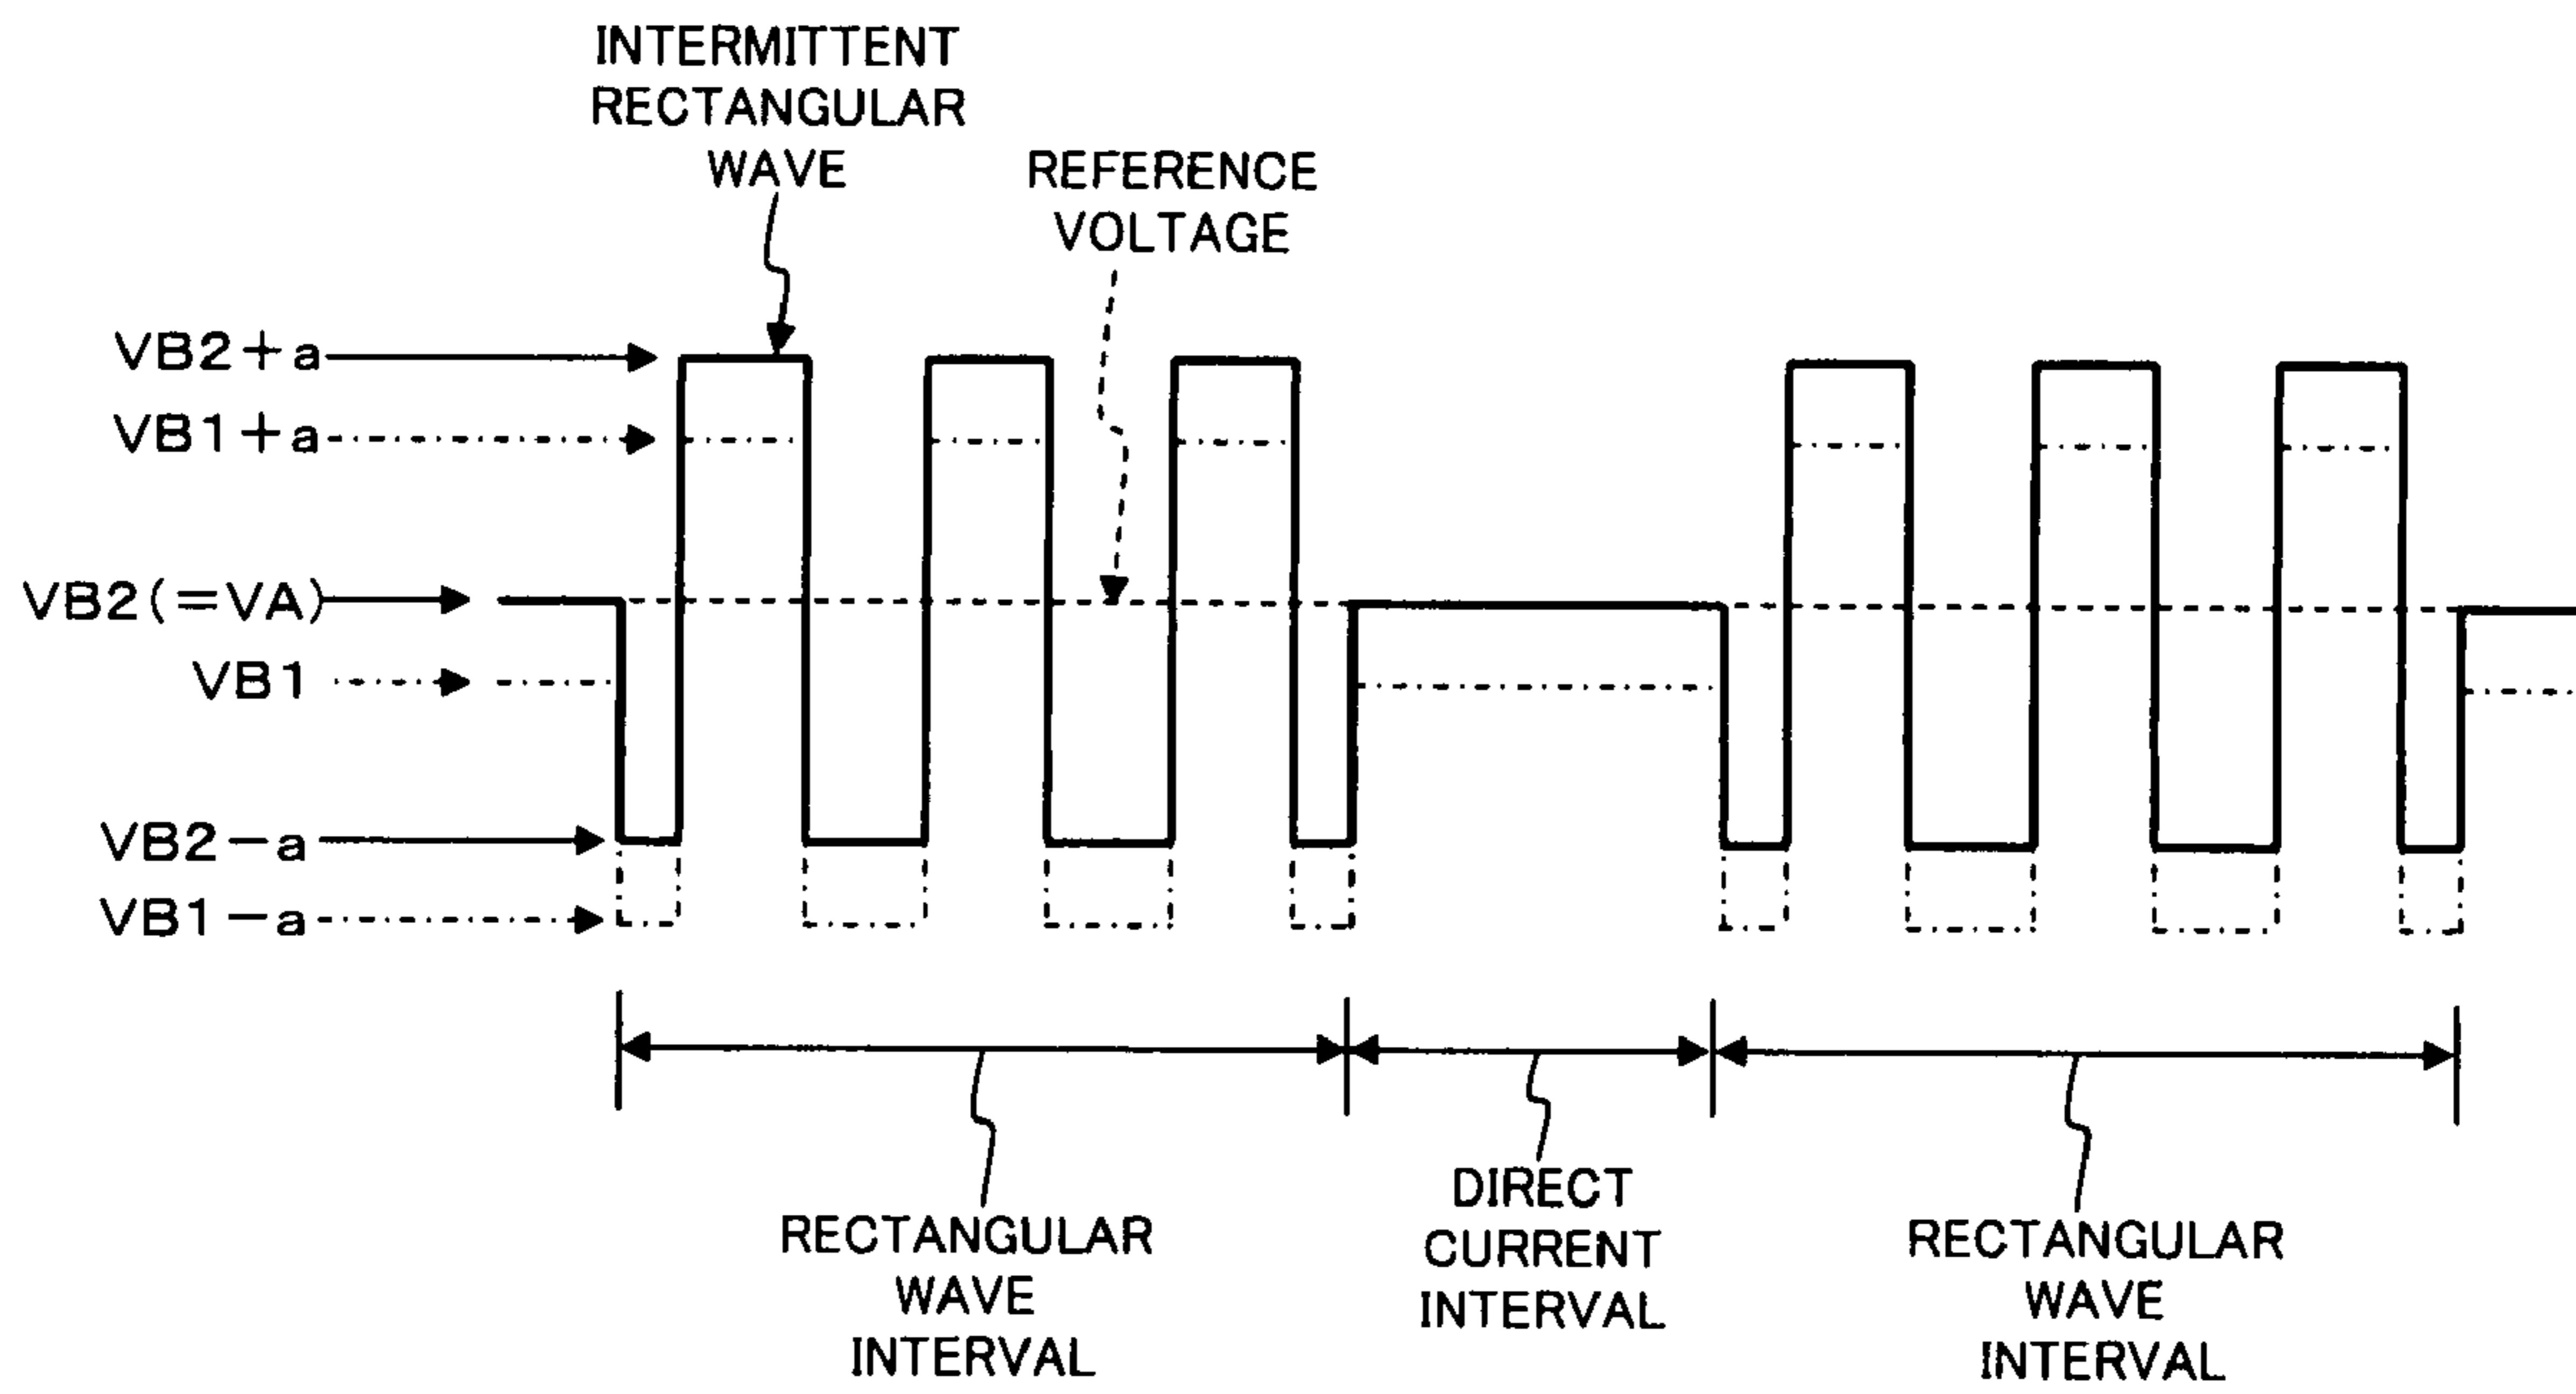 INTERMITTENT
RECTANGULAR
WAVE
REFERENCE
VOLTAGE
VB2+a
VB1+a
VB2(=VA)
VB1
VB2-a
VB1-a
RECTANGULAR
WAVE
INTERVAL
DIRECT
CURRENT
INTERVAL
RECTANGULAR
WAVE
INTERVAL